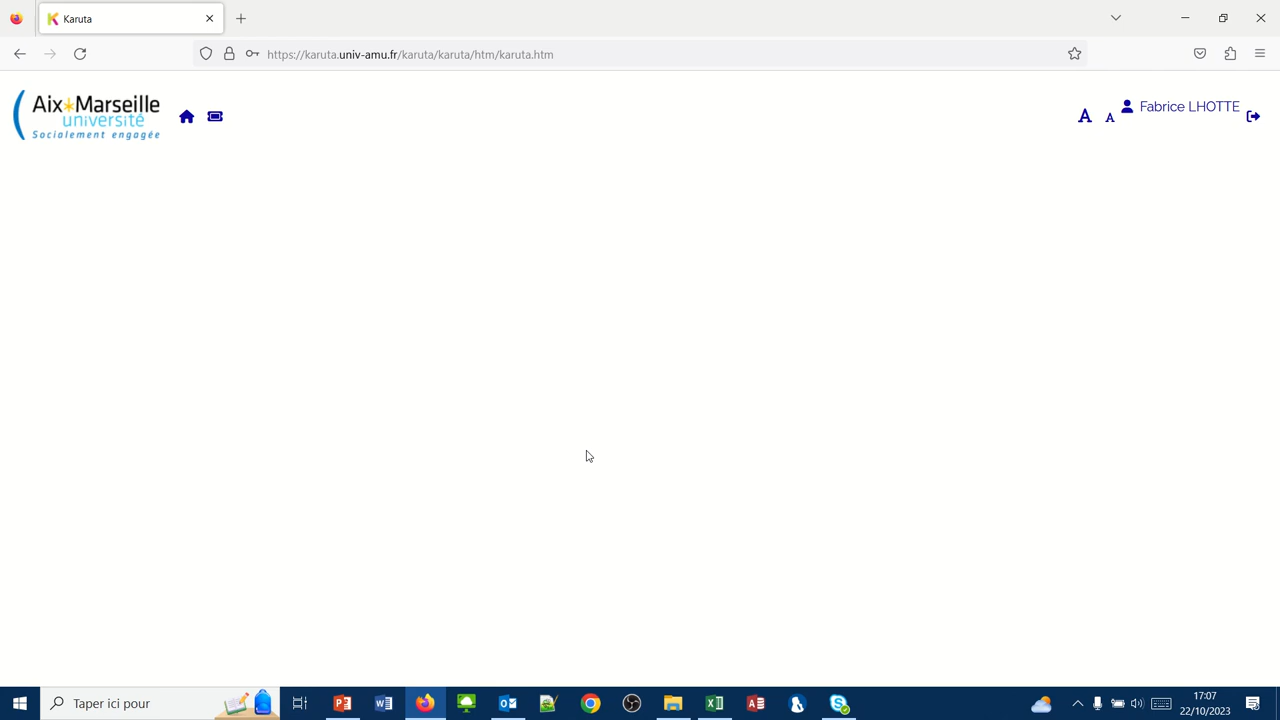 Karuta
https://karuta.univ-amu.fr/karuta/karuta/htm/karuta.htm
Aix Marseille
université
Socialement engagée
A A Fabrice LHOTTE
Taper ici pour
17:07
22/10/2023